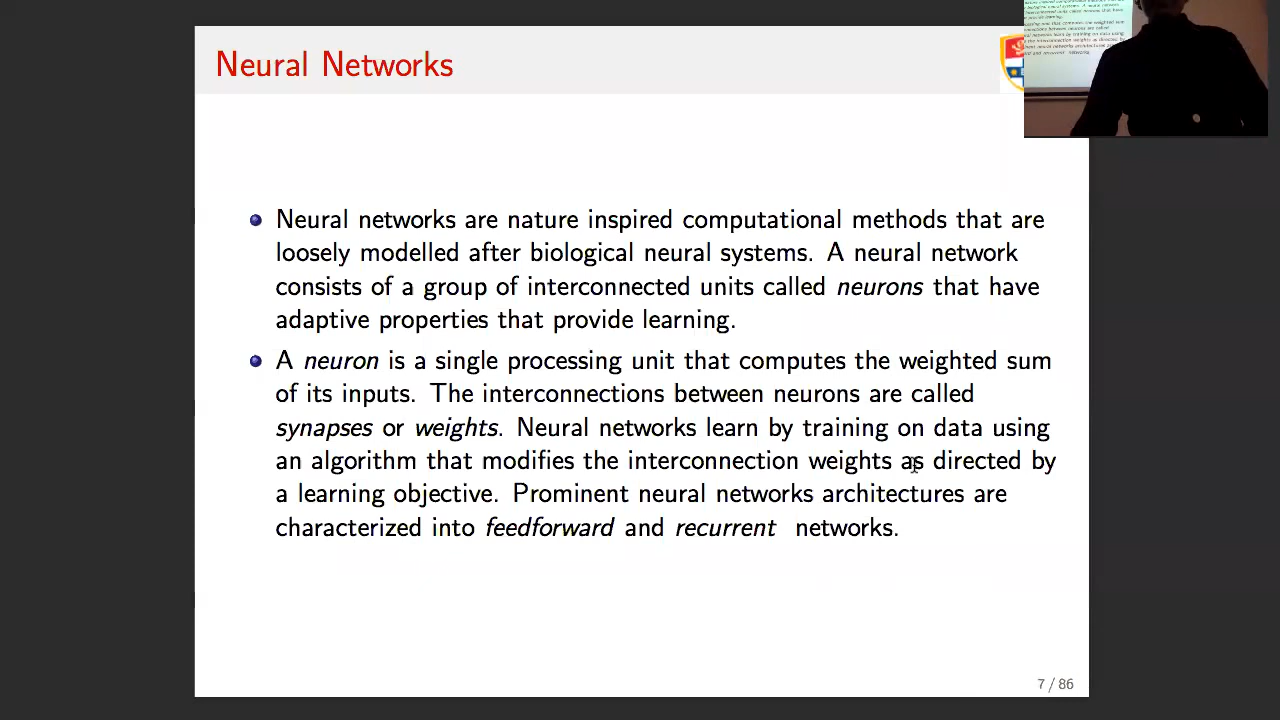 Neural Networks
Neural networks are nature inspired computational methods that are
loosely modelled after biological neural systems. A neural network
consists of a group of interconnected units called neurons that have
adaptive properties that provide learning.
A neuron is a single processing unit that computes the weighted sum
of its inputs. The interconnections between neurons are called
synapses or weights. Neural networks learn by training on data using
an algorithm that modifies the interconnection weights as directed by
a learning objective. Prominent neural networks architectures are
characterized into feedforward and recurrent networks.
7 / 86